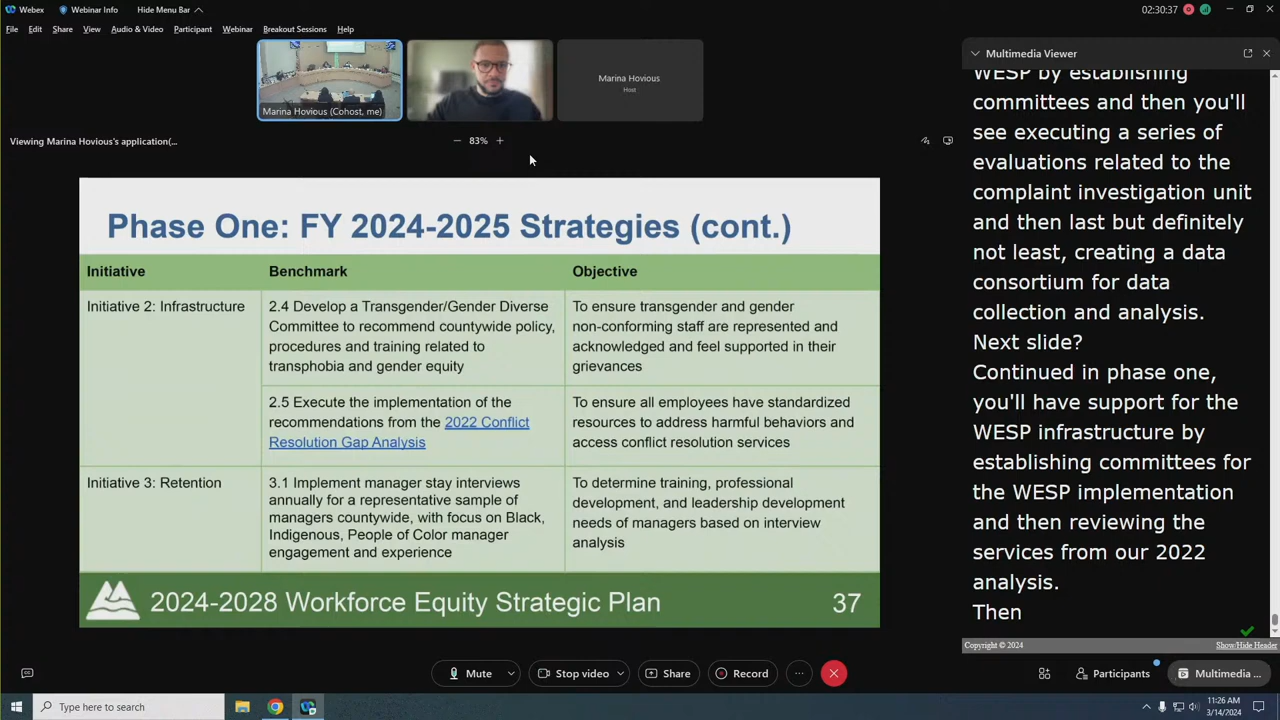 Webex
Webinar Info
Hide Menu Bar
02:30:37
File
Edit
Share
View
Audio & Video
Participant
Webinar
Breakout Sessions
Help
Marina Hovious (Cohost, me)
Marina Hovious
Host
Viewing Marina Hovious's application(...
83%
Phase One: FY 2024-2025 Strategies (cont.)
Initiative
Benchmark
Objective
Initiative 2: Infrastructure
2.4 Develop a Transgender/Gender Diverse
Committee to recommend countywide policy,
procedures and training related to
transphobia and gender equity
To ensure transgender and gender
non-conforming staff are represented and
acknowledged and feel supported in their
grievances
2.5 Execute the implementation of the
recommendations from the 2022 Conflict
Resolution Gap Analysis
To ensure all employees have standardized
resources to address harmful behaviors and
access conflict resolution services
Initiative 3: Retention
3.1 Implement manager stay interviews
annually for a representative sample of
managers countywide, with focus on Black,
Indigenous, People of Color manager
engagement and experience
To determine training, professional
development, and leadership development
needs of managers based on interview
analysis
2024-2028 Workforce Equity Strategic Plan
37
Multimedia Viewer
WESP by establishing
committees and then you'll
see executing a series of
evaluations related to the
complaint investigation unit
and then last but definitely
not least, creating a data
consortium for data
collection and analysis.
Next slide?
Continued in phase one,
you'll have support for the
WESP infrastructure by
establishing committees for
the WESP implementation
and then reviewing the
services from our 2022
analysis.
Then
Copyright © 2024
Show/Hide Header
Mute
Stop video
Share
Record
Participants
Multimedia ...
Type here to search
11:26 AM
3/14/2024